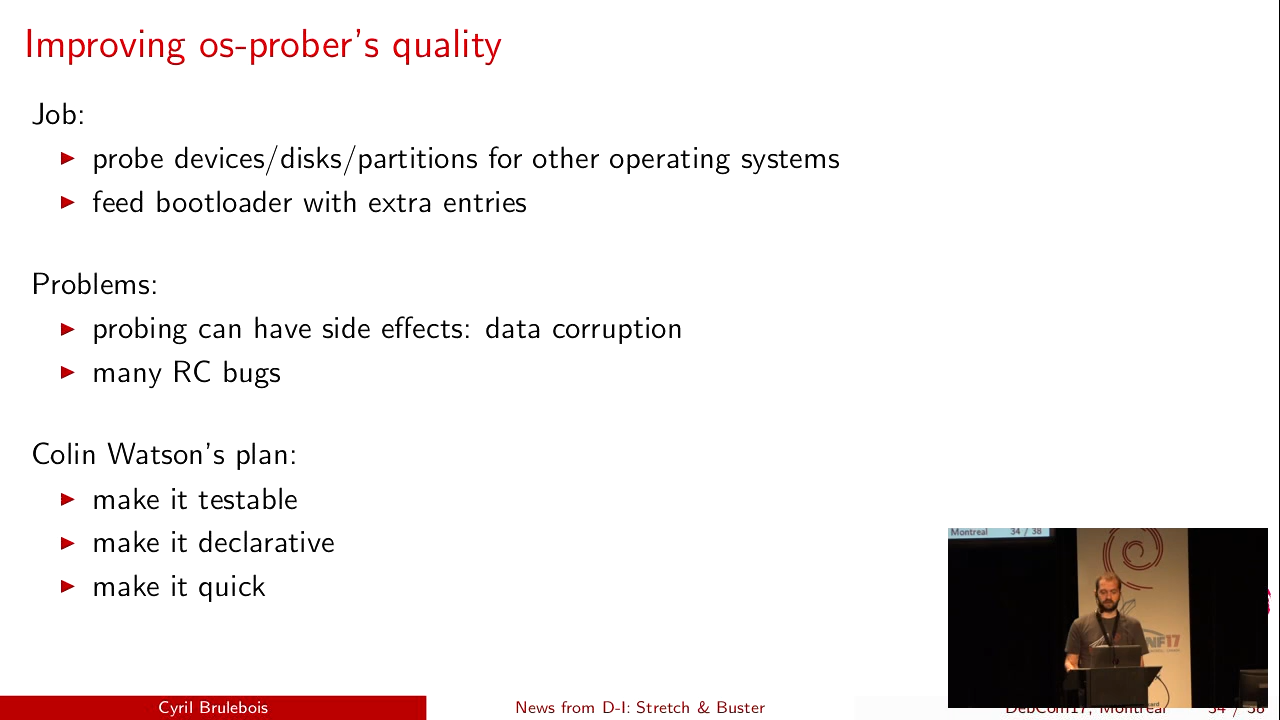 Improving os-prober's quality
Job:
probe devices/disks/partitions for other operating systems
feed bootloader with extra entries
Problems:
probing can have side effects: data corruption
many RC bugs
Colin Watson's plan:
make it testable
make it declarative
make it quick
Montreal 34 / 38
NF17
Cyril Brulebois
News from D-I: Stretch & Buster
DebConf17, Montreal
34 / 38